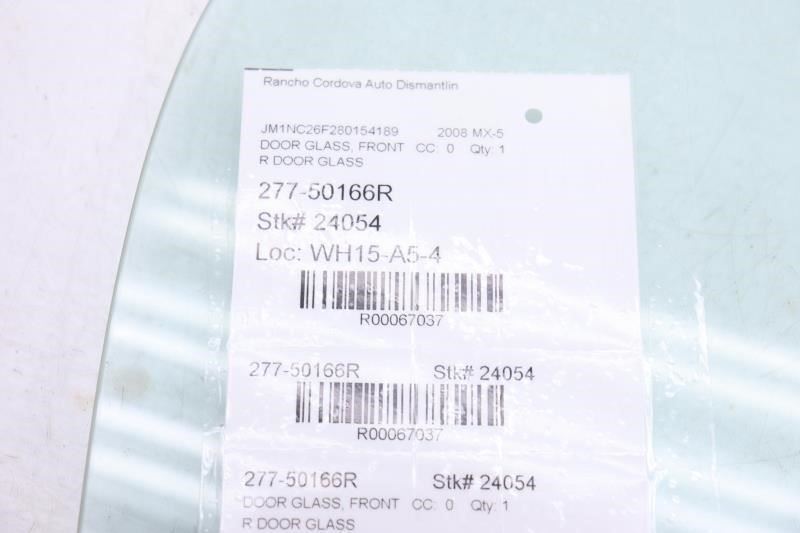 Rancho Cordova Auto Dismantlin
JM1NC26F280154189 2008 MX-5
DOOR GLASS, FRONT CC: 0 Qty: 1
R DOOR GLASS
277-50166R
Stk# 24054
Loc: WH15-A5-4
R00067037
277-50166R Stk# 24054
R00067037
277-50166R Stk# 24054
DOOR GLASS, FRONT CC: 0 Qty: 1
R DOOR GLASS